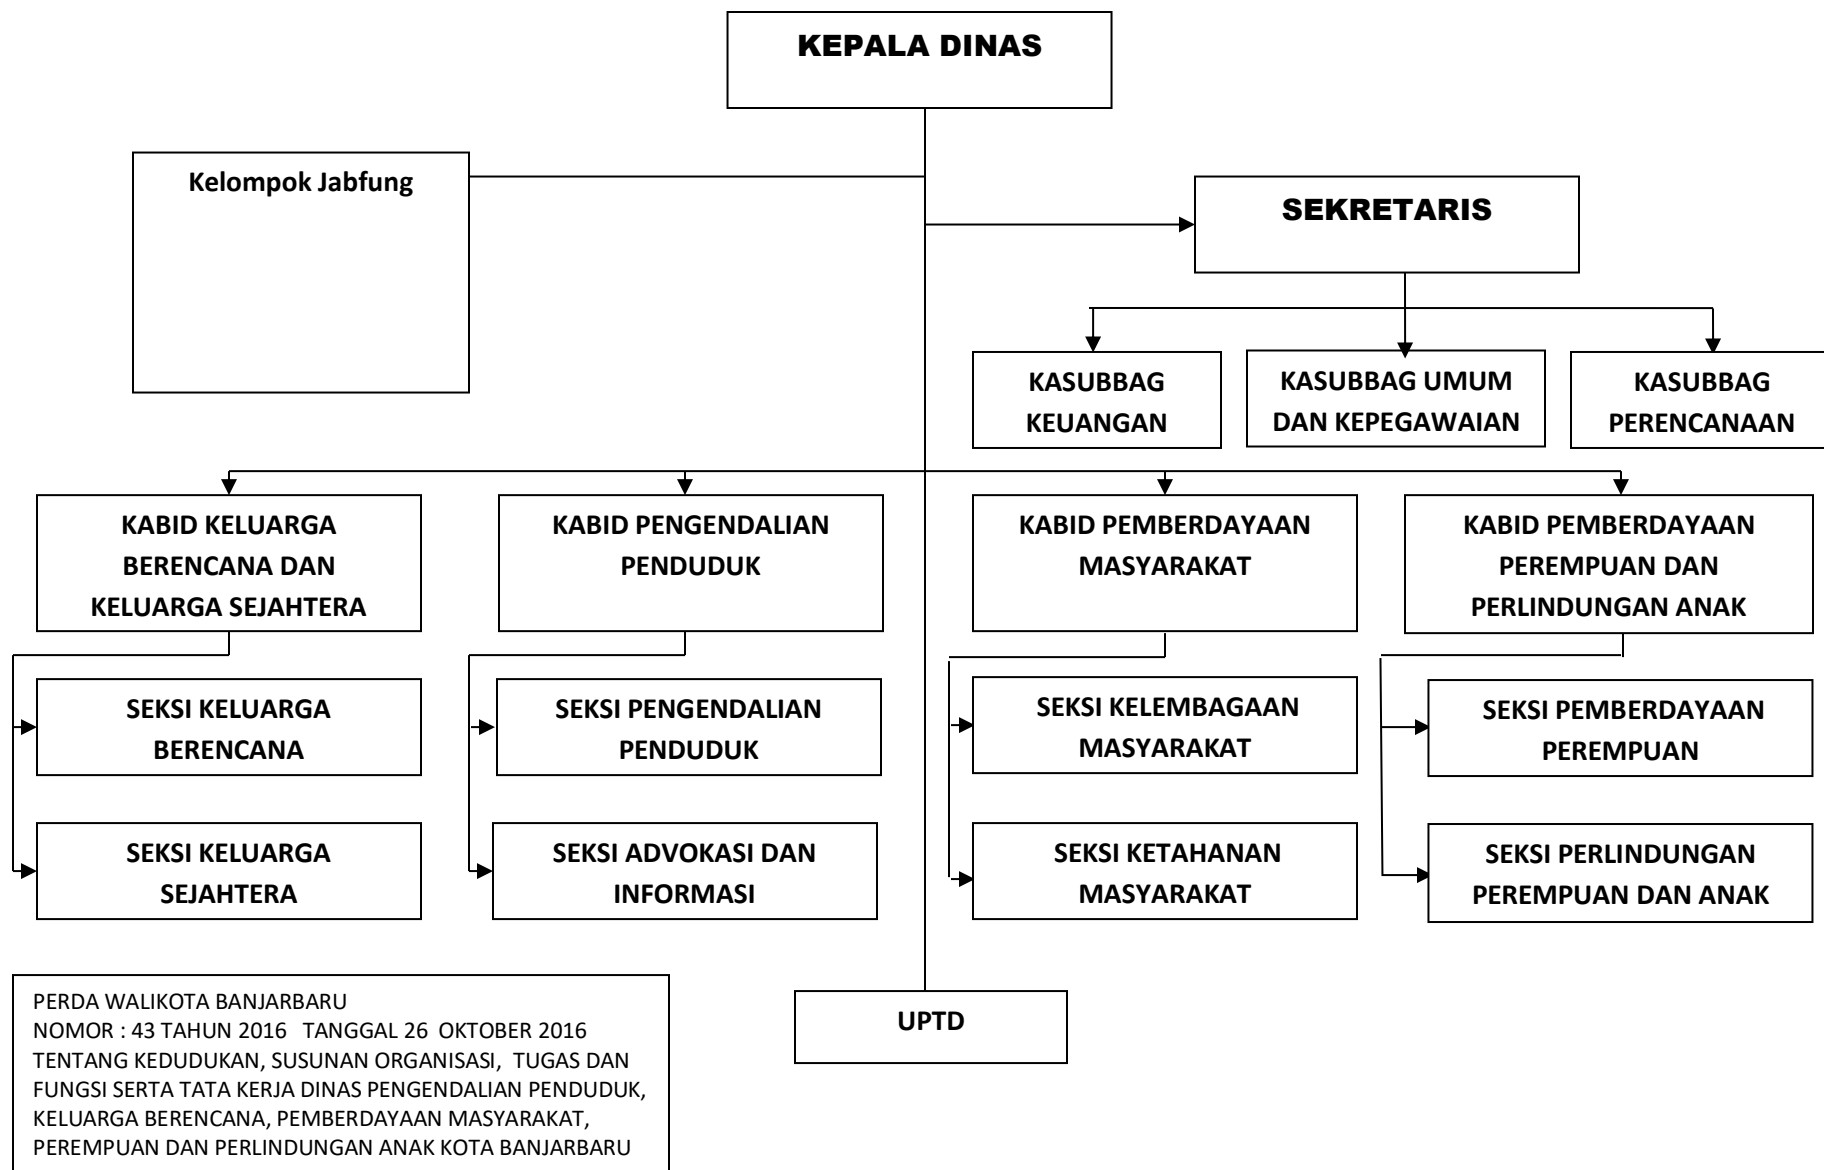 KEPALA DINAS
Kelompok Jabfung
SEKRETARIS
KASUBBAG
KEUANGAN
KASUBBAG UMUM
DAN KEPEGAWAIAN
KASUBBAG
PERENCANAAN
KABID KELUARGA
BERENCANA DAN
KELUARGA SEJAHTERA
KABID PENGENDALIAN
PENDUDUK
KABID PEMBERDAYAAN
MASYARAKAT
KABID PEMBERDAYAAN
PEREMPUAN DAN
PERLINDUNGAN ANAK
SEKSI KELUARGA
BERENCANA
SEKSI PENGENDALIAN
PENDUDUK
SEKSI KELEMBAGAAN
MASYARAKAT
SEKSI PEMBERDAYAAN
PEREMPUAN
SEKSI KELUARGA
SEJAHTERA
SEKSI ADVOKASI DAN
INFORMASI
SEKSI KETAHANAN
MASYARAKAT
SEKSI PERLINDUNGAN
PEREMPUAN DAN ANAK
PERDA WALIKOTA BANJARBARU
NOMOR : 43 TAHUN 2016 TANGGAL 26 OKTOBER 2016
TENTANG KEDUDUKAN, SUSUNAN ORGANISASI, TUGAS DAN
FUNGSI SERTA TATA KERJA DINAS PENGENDALIAN PENDUDUK,
KELUARGA BERENCANA, PEMBERDAYAAN MASYARAKAT,
PEREMPUAN DAN PERLINDUNGAN ANAK KOTA BANJARBARU
UPTD